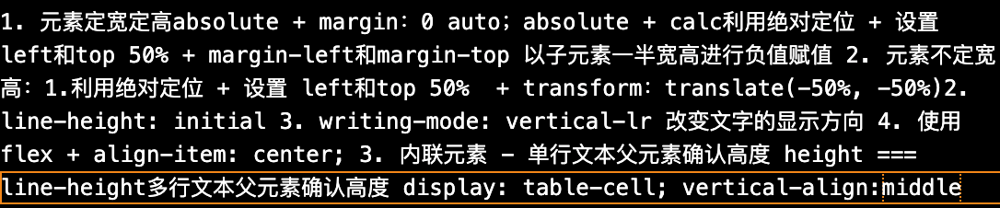 1. 元素定宽定高absolute + margin：0 auto；absolute + calc利用绝对定位 + 设置
left和top 50% + margin-left和margin-top 以子元素一半宽高进行负值赋值 2. 元素不定宽
高：1.利用绝对定位 + 设置 left和top 50%  + transform：translate(-50%, -50%)2.
line-height: initial 3. writing-mode: vertical-lr 改变文字的显示方向 4. 使用
flex + align-item: center; 3. 内联元素 - 单行文本父元素确认高度 height ===
line-height多行文本父元素确认高度 display: table-cell; vertical-align:middle